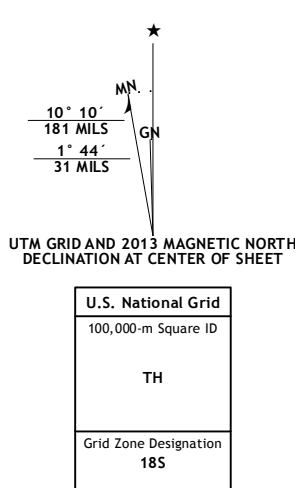 ★
MN
GN
10° 10´
181 MILS
1° 44´
31 MILS
UTM GRID AND 2013 MAGNETIC NORTH
DECLINATION AT CENTER OF SHEET
U.S. National Grid
100,000-m Square ID
TH
Grid Zone Designation
18S